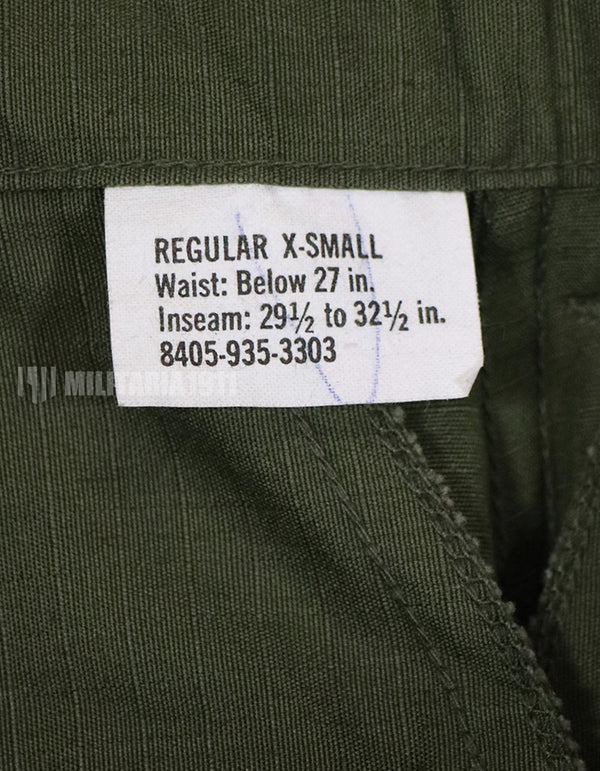 REGULAR X-SMALL
Waist: Below 27 in.
Inseam: 29½ to 32½ in.
8405-935-3303
MILITARIA1911